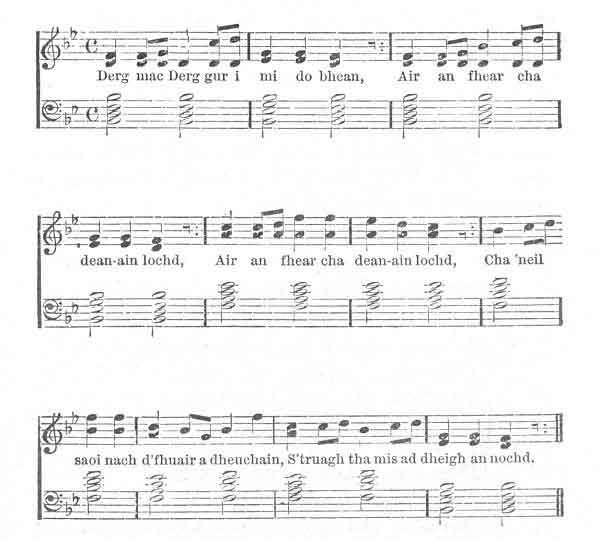 Derg mac Derg gur i mi do bhean, Air an fhear cha
dean-ain lochd, Air an fhear cha dean-ain lochd, Cha 'neil
saoi nach d'fhuair a dheuchain, S'truagh tha mis ad dheigh an nochd.